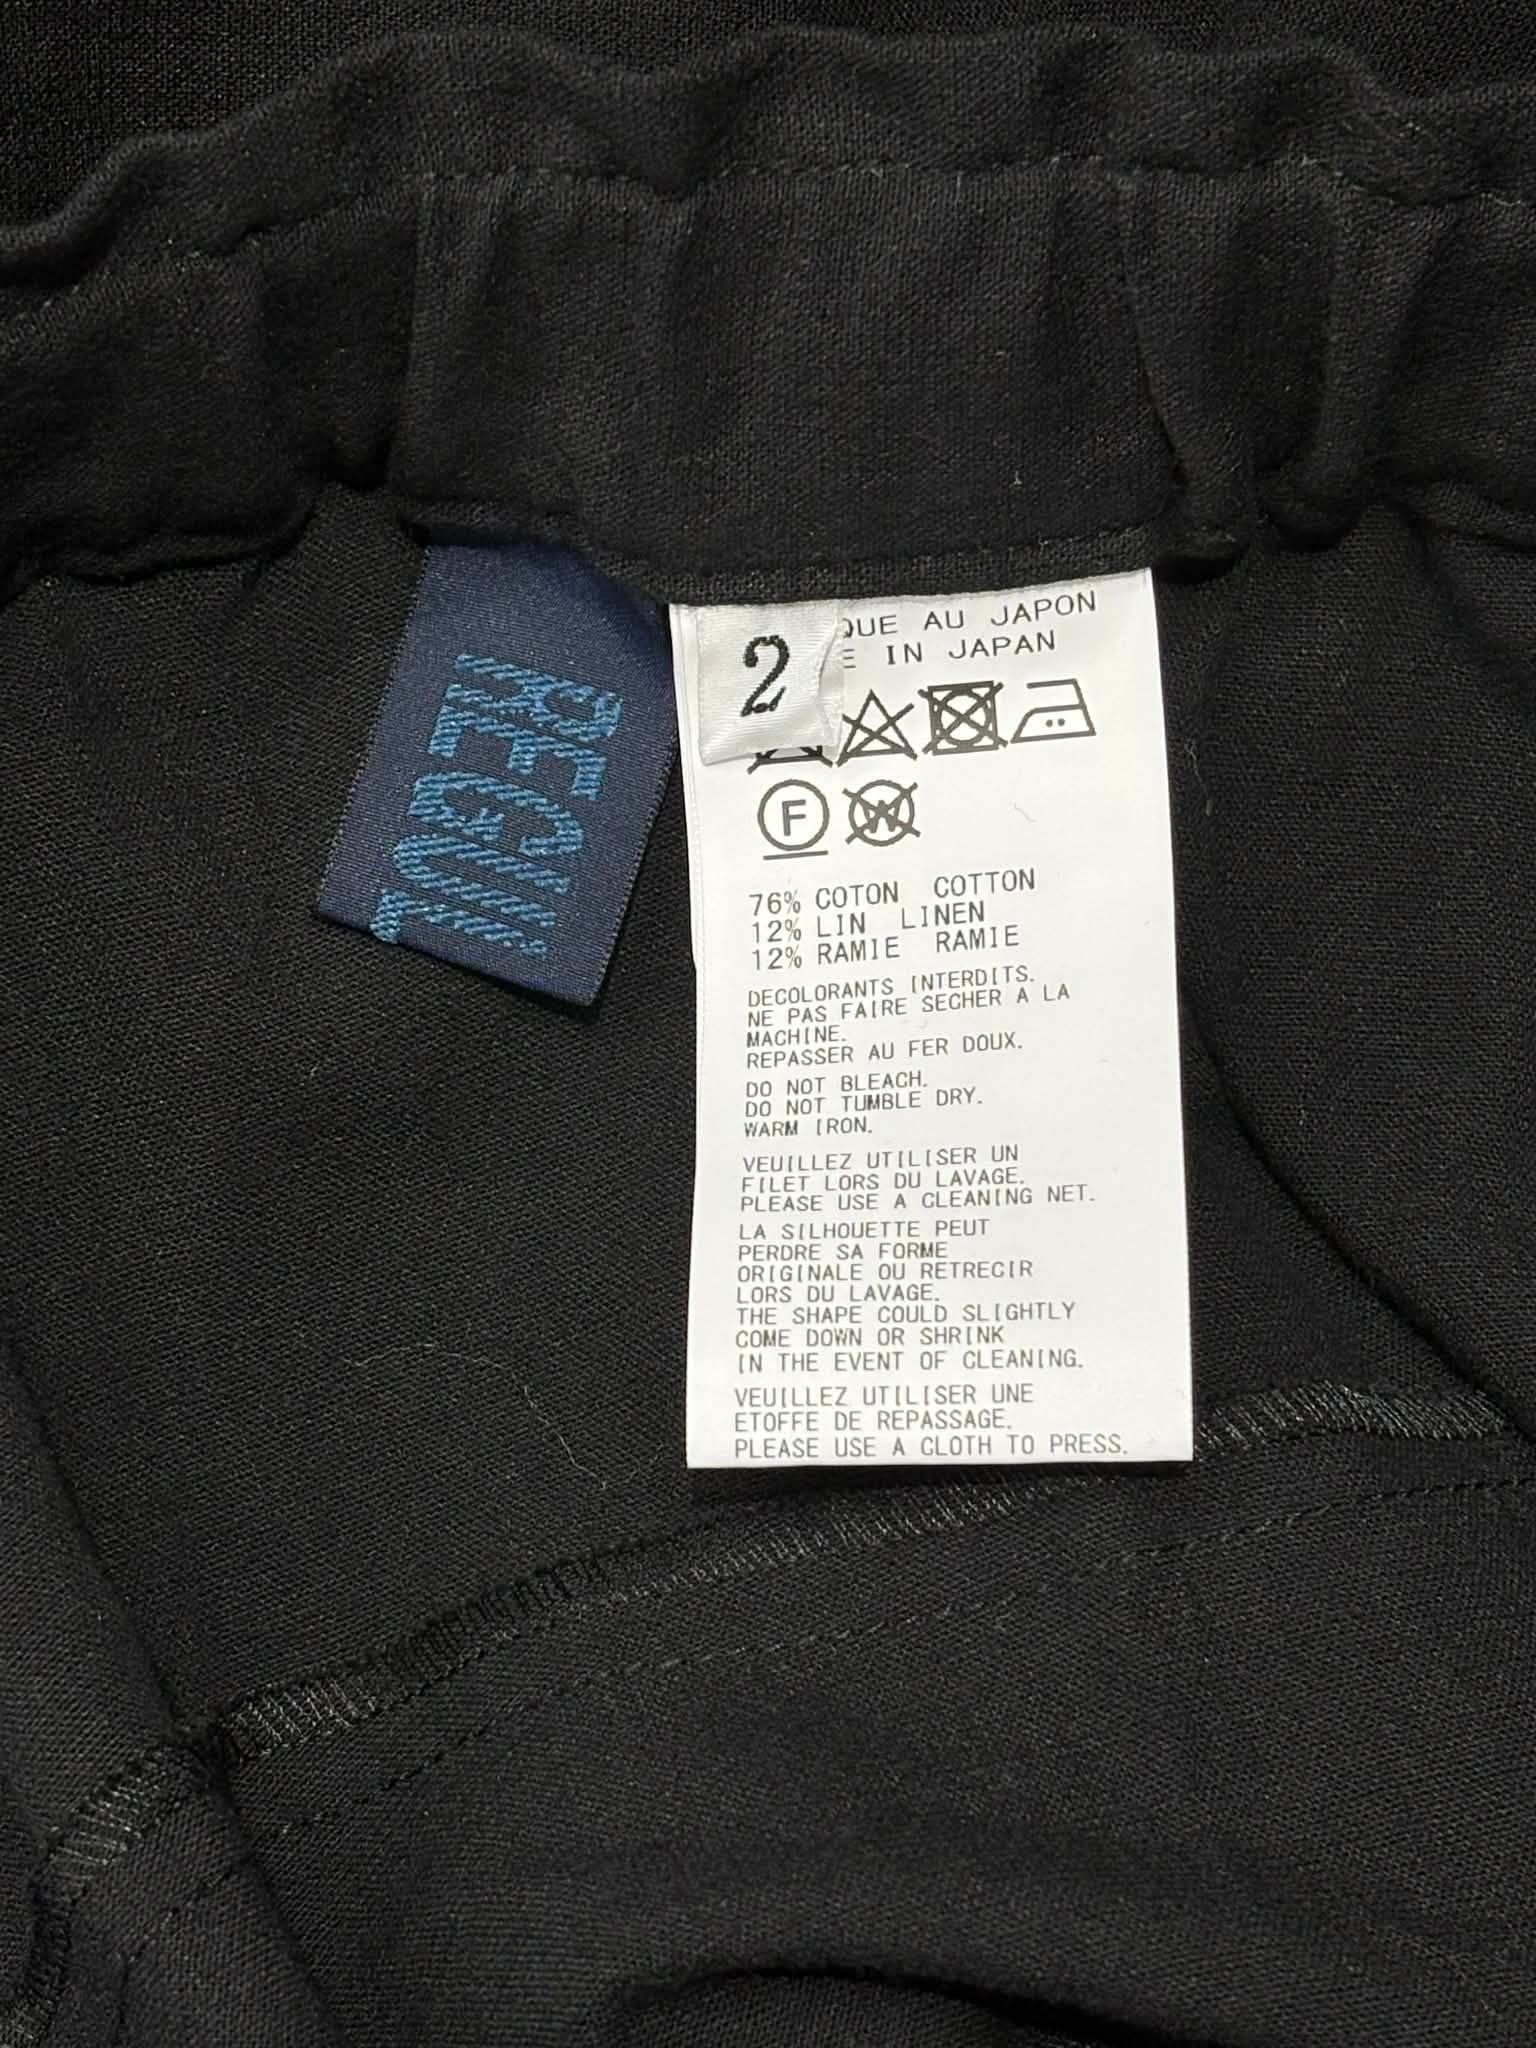 REGUL
2
QUE AU JAPON
E IN JAPAN
F W
76% COTON COTTON
12% LIN LINEN
12% RAMIE RAMIE
DECOLORANTS INTERDITS.
NE PAS FAIRE SECHER A LA
MACHINE.
REPASSER AU FER DOUX.
DO NOT BLEACH.
DO NOT TUMBLE DRY.
WARM IRON.
VEUILLEZ UTILISER UN
FILET LORS DU LAVAGE.
PLEASE USE A CLEANING NET.
LA SILHOUETTE PEUT
PERDRE SA FORME
ORIGINALE OU RETRECIR
LORS DU LAVAGE.
THE SHAPE COULD SLIGHTLY
COME DOWN OR SHRINK
IN THE EVENT OF CLEANING.
VEUILLEZ UTILISER UNE
ETOFFE DE REPASSAGE.
PLEASE USE A CLOTH TO PRESS.